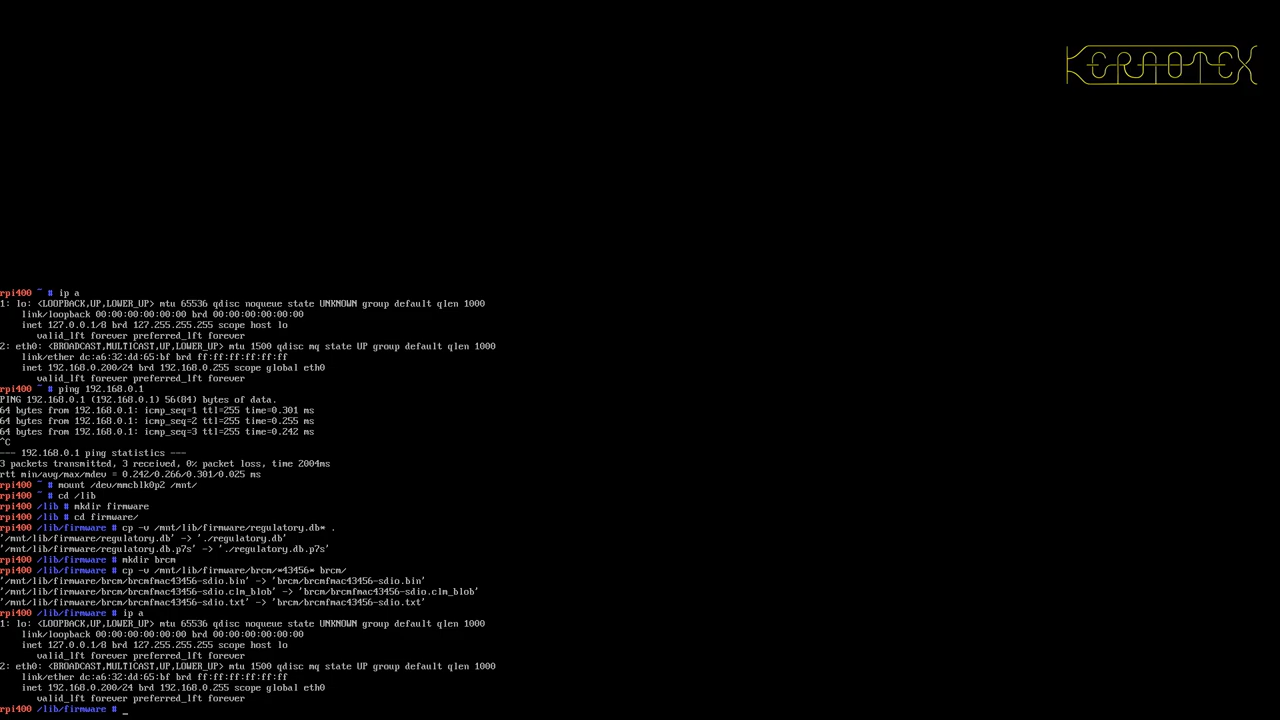 KERNOTEX
rpi400 ~ # ip a
1: lo: <LOOPBACK,UP,LOWER_UP> mtu 65536 qdisc noqueue state UNKNOWN group default qlen 1000
    link/loopback 00:00:00:00:00:00 brd 00:00:00:00:00:00
    inet 127.0.0.1/8 brd 127.255.255.255 scope host lo
       valid_lft forever preferred_lft forever
2: eth0: <BROADCAST,MULTICAST,UP,LOWER_UP> mtu 1500 qdisc mq state UP group default qlen 1000
    link/ether dc:a6:32:dd:65:bf brd ff:ff:ff:ff:ff:ff
    inet 192.168.0.200/24 brd 192.168.0.255 scope global eth0
       valid_lft forever preferred_lft forever
rpi400 ~ # ping 192.168.0.1
PING 192.168.0.1 (192.168.0.1) 56(84) bytes of data.
64 bytes from 192.168.0.1: icmp_seq=1 ttl=255 time=0.301 ms
64 bytes from 192.168.0.1: icmp_seq=2 ttl=255 time=0.255 ms
64 bytes from 192.168.0.1: icmp_seq=3 ttl=255 time=0.242 ms
^C
--- 192.168.0.1 ping statistics ---
3 packets transmitted, 3 received, 0% packet loss, time 2004ms
rtt min/avg/max/mdev = 0.242/0.266/0.301/0.025 ms
rpi400 ~ # mount /dev/mmcblk0p2 /mnt/
rpi400 ~ # cd /lib
rpi400 /lib # mkdir firmware
rpi400 /lib # cd firmware/
rpi400 /lib/firmware # cp -v /mnt/lib/firmware/regulatory.db* .
'/mnt/lib/firmware/regulatory.db' -> './regulatory.db'
'/mnt/lib/firmware/regulatory.db.p7s' -> './regulatory.db.p7s'
rpi400 /lib/firmware # mkdir brcm
rpi400 /lib/firmware # cp -v /mnt/lib/firmware/brcm/*43456* brcm/
'/mnt/lib/firmware/brcm/brcmfmac43456-sdio.bin' -> 'brcm/brcmfmac43456-sdio.bin'
'/mnt/lib/firmware/brcm/brcmfmac43456-sdio.clm_blob' -> 'brcm/brcmfmac43456-sdio.clm_blob'
'/mnt/lib/firmware/brcm/brcmfmac43456-sdio.txt' -> 'brcm/brcmfmac43456-sdio.txt'
rpi400 /lib/firmware # ip a
1: lo: <LOOPBACK,UP,LOWER_UP> mtu 65536 qdisc noqueue state UNKNOWN group default qlen 1000
    link/loopback 00:00:00:00:00:00 brd 00:00:00:00:00:00
    inet 127.0.0.1/8 brd 127.255.255.255 scope host lo
       valid_lft forever preferred_lft forever
2: eth0: <BROADCAST,MULTICAST,UP,LOWER_UP> mtu 1500 qdisc mq state UP group default qlen 1000
    link/ether dc:a6:32:dd:65:bf brd ff:ff:ff:ff:ff:ff
    inet 192.168.0.200/24 brd 192.168.0.255 scope global eth0
       valid_lft forever preferred_lft forever
rpi400 /lib/firmware # _